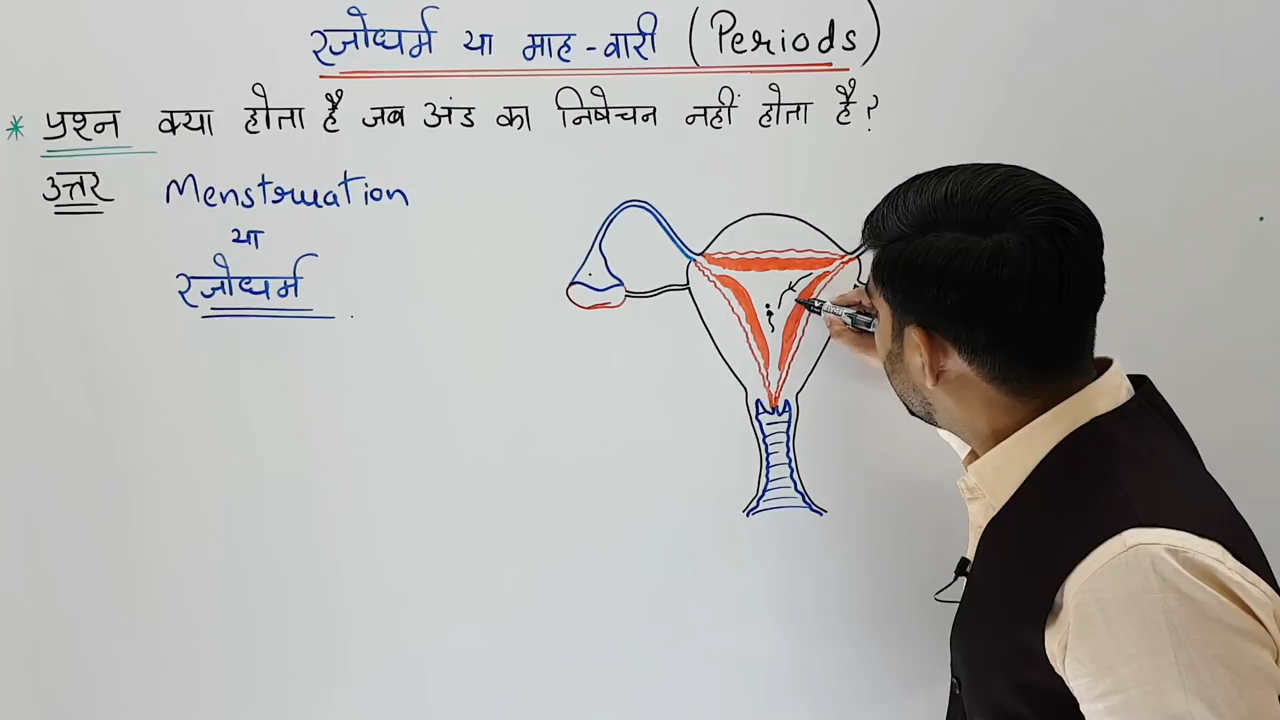 रजोधर्म या माह-वारी (Periods)
* प्रश्न क्या होता है जब अंड का निषेचन नहीं होता है?
उत्तर Menstruation
या
रजोधर्म